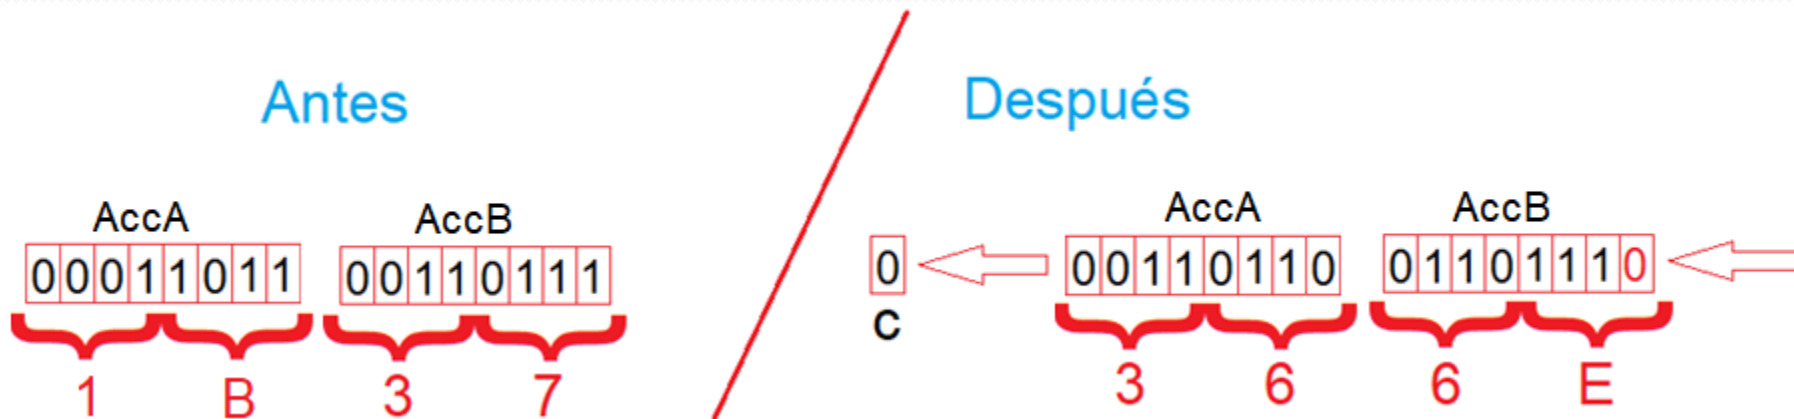 Antes
AccA AccB
00011011 00110111
1 B 3 7
Después
AccA AccB
0 00110110 01101110
C
3 6 6 E